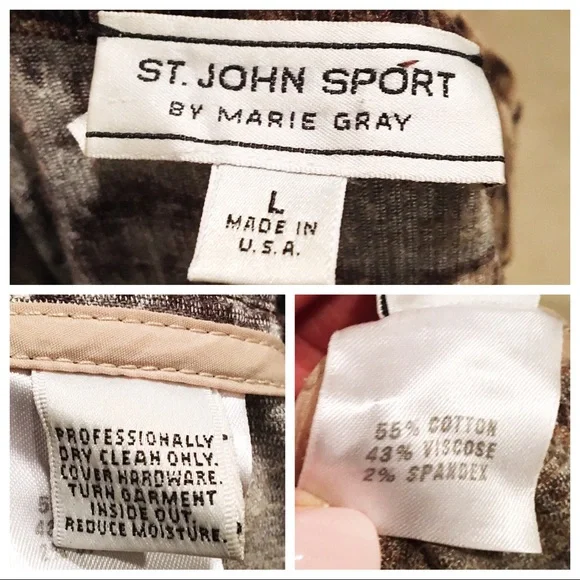 ST. JOHN SPORT
BY MARIE GRAY
L
MADE IN
U.S.A.
PROFESSIONALLY
DRY CLEAN ONLY.
COVER HARDWARE.
TURN GARMENT
INSIDE OUT
REDUCE MOISTURE.
55% COTTON
43% VISCOSE
2% SPANDEX